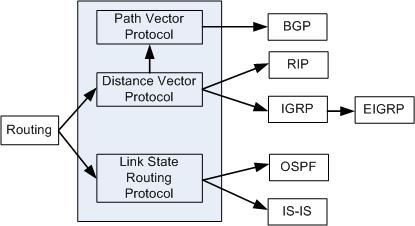 Path Vector
Protocol
BGP
RIP
Distance Vector
Protocol
IGRP
EIGRP
Routing
Link State
Routing
Protocol
OSPF
IS-IS